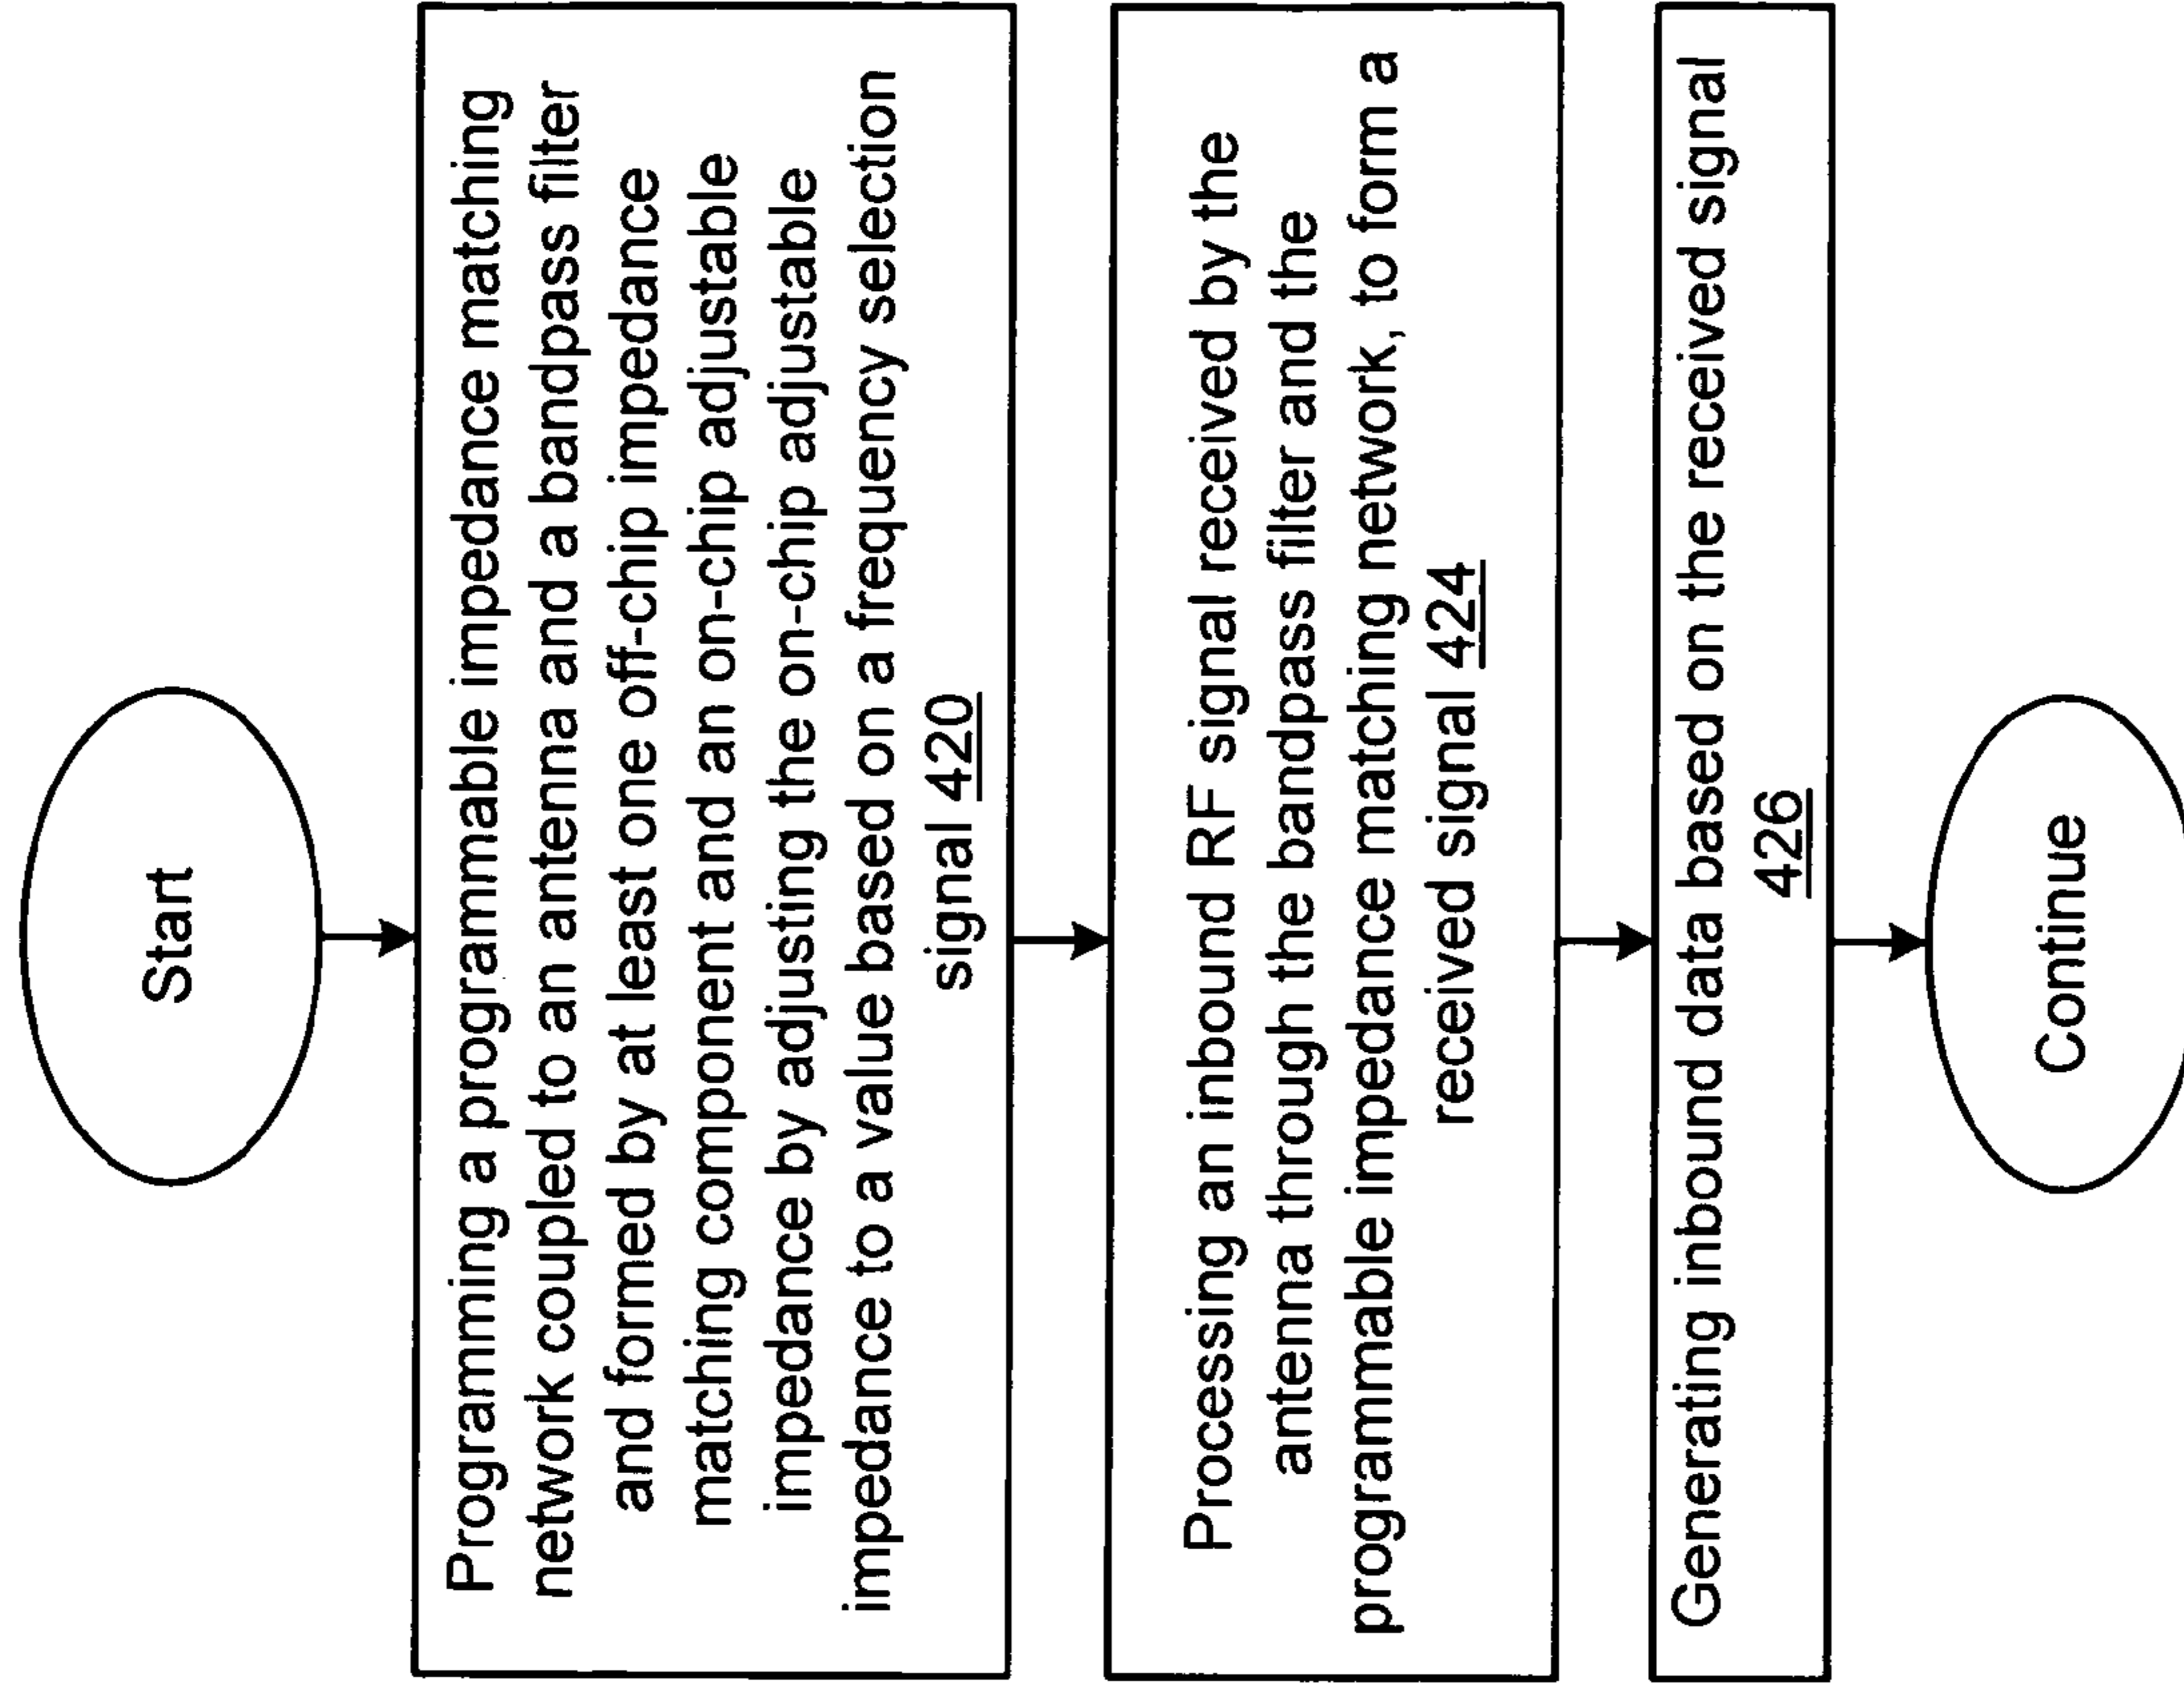 Start
Programming a programmable impedance matching
network coupled to an antenna and a bandpass filter
and formed by at least one off-chip impedance
matching component and an on-chip adjustable
impedance by adjusting the on-chip adjustable
impedance to a value based on a frequency selection
signal 420
Processing an inbound RF signal received by the
antenna through the bandpass filter and the
programmable impedance matching network, to form a
received signal 424
Generating inbound data based on the received signal
426
Continue